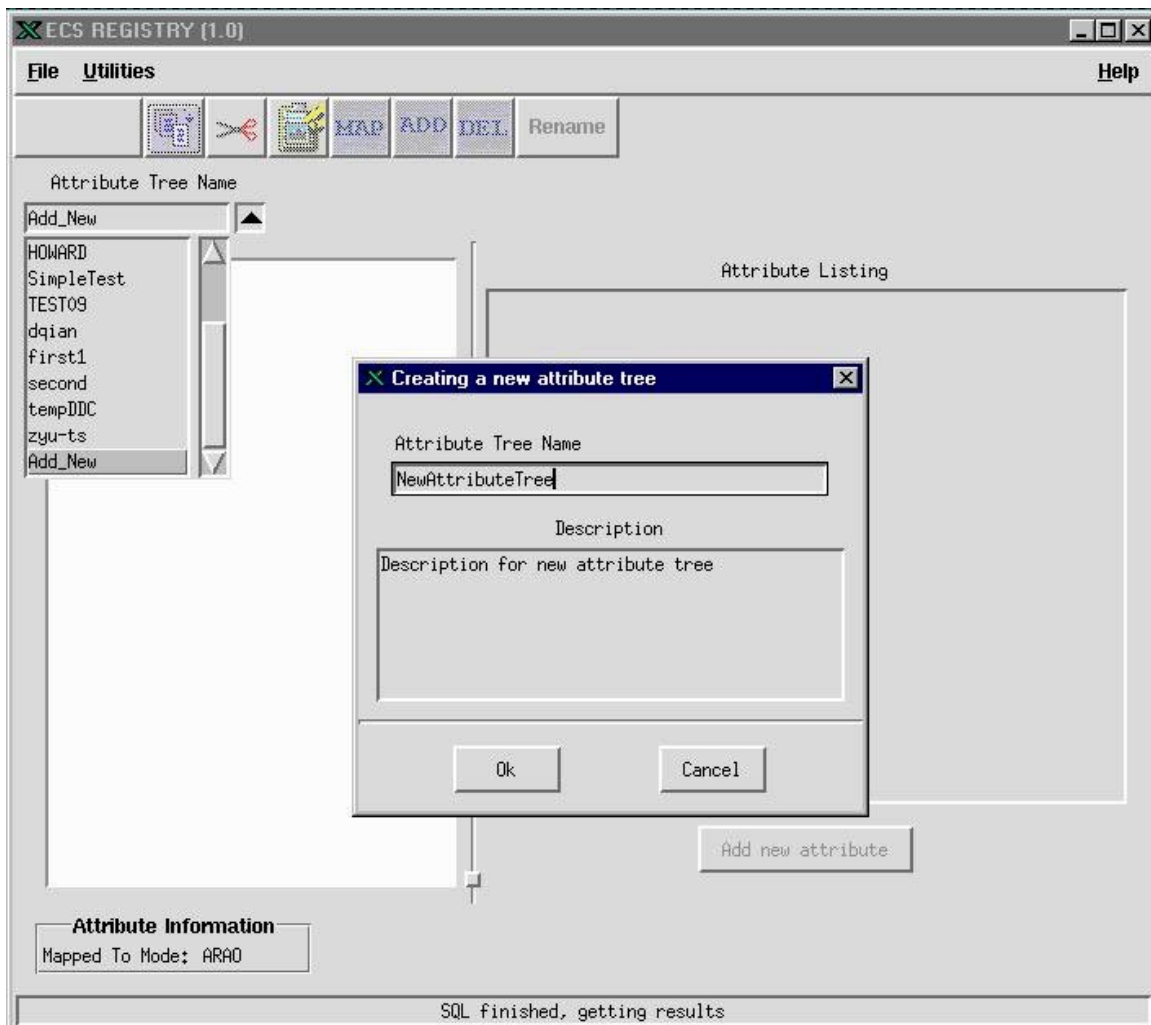 ECS REGISTRY (1.0)
File Utilities Help
MAP ADD DEL Rename
Attribute Tree Name
Add_New
HOWARD
SimpleTest
TEST09
dqian
first1
second
tempDDC
zyu-ts
Add_New
Attribute Listing
Creating a new attribute tree
Attribute Tree Name
NewAttributeTree
Description
Description for new attribute tree
Ok Cancel
Add new attribute
Attribute Information
Mapped To Mode: ARAO
SQL finished, getting results